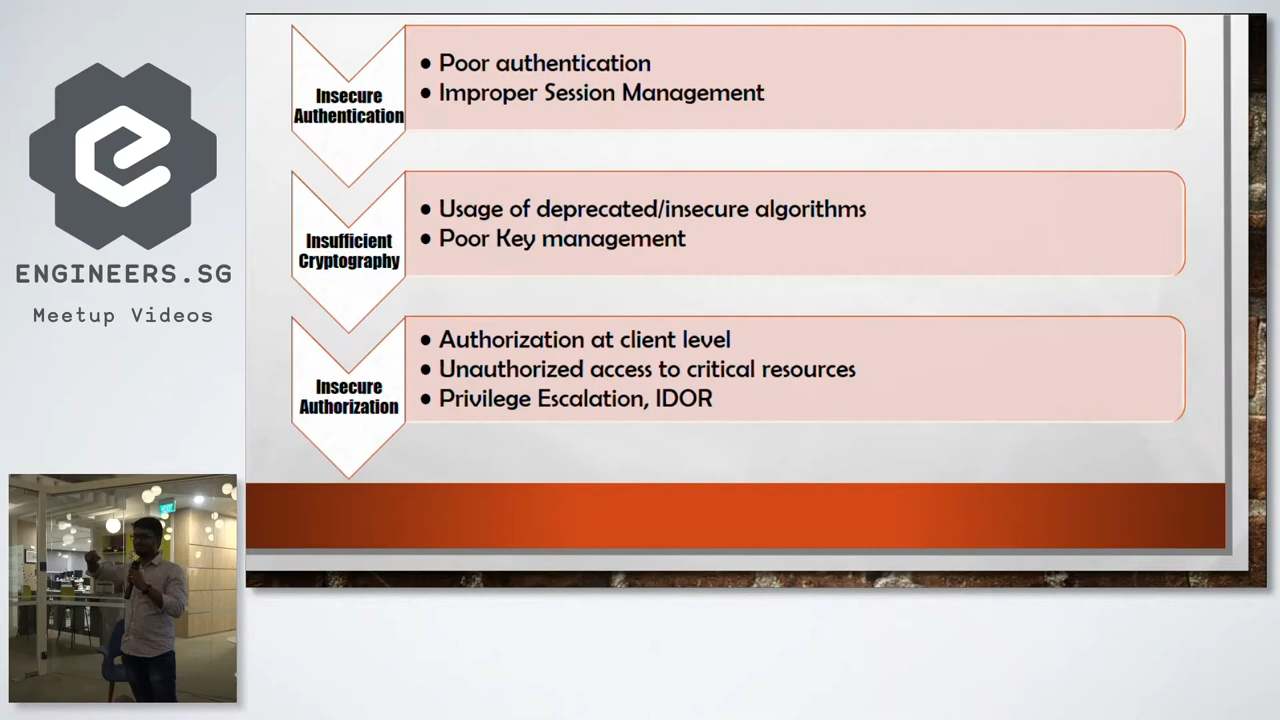 ENGINEERS.SG
Meetup Videos
Insecure
Authentication
• Poor authentication
• Improper Session Management
Insufficient
Cryptography
• Usage of deprecated/insecure algorithms
• Poor Key management
Insecure
Authorization
• Authorization at client level
• Unauthorized access to critical resources
• Privilege Escalation, IDOR